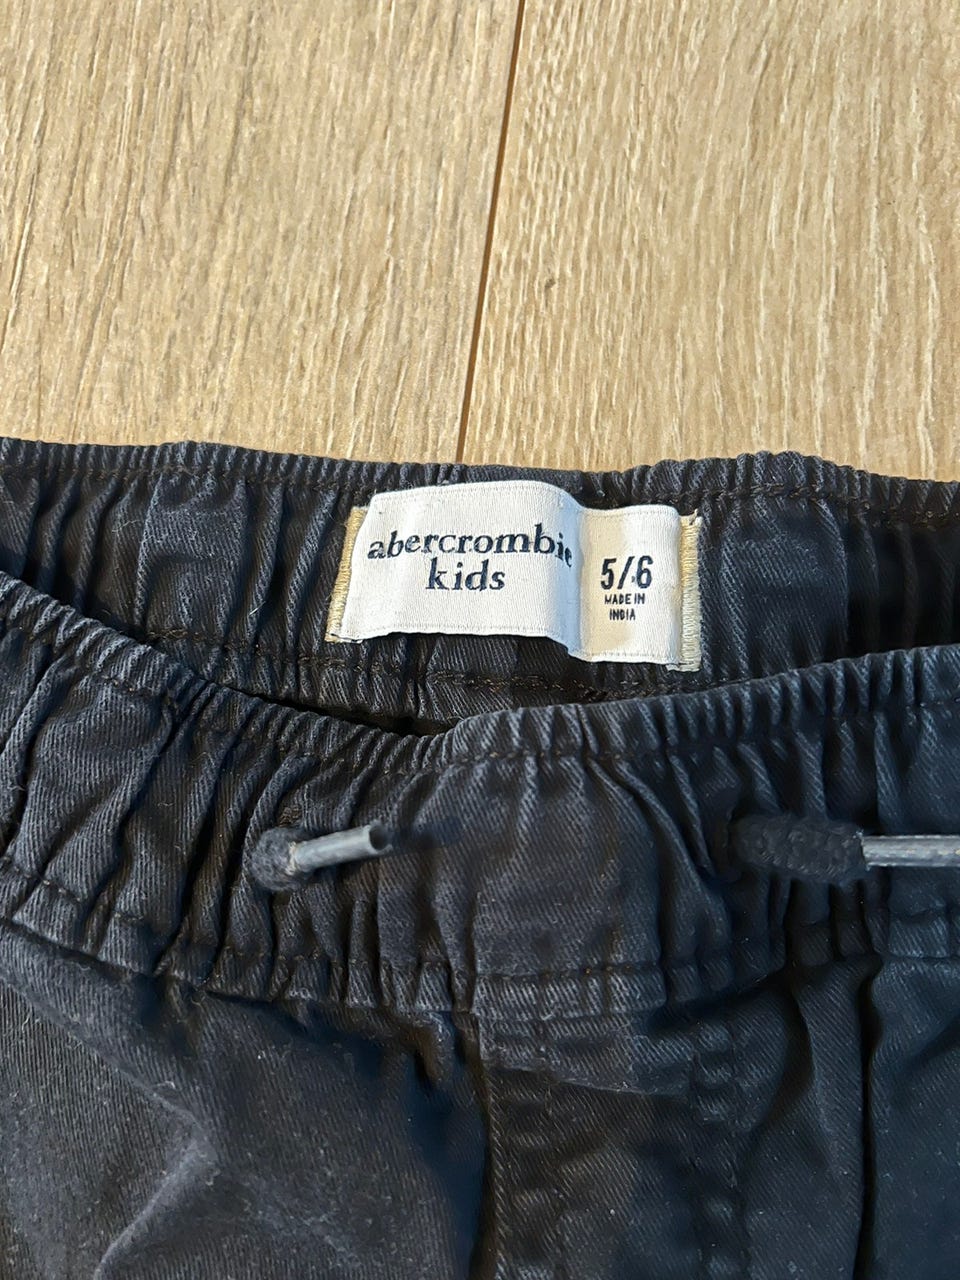 abercrombie
kids
5/6
MADE IN
INDIA